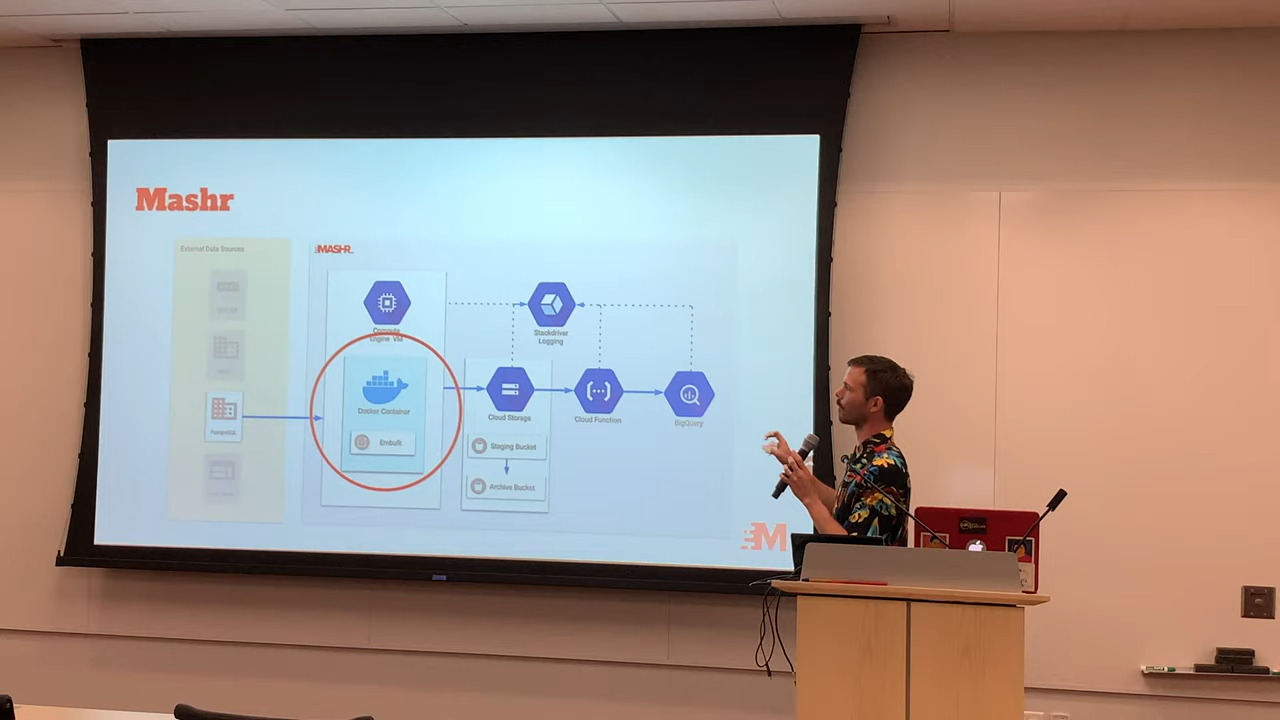 Mashr
External Data Sources
MASHR
Compute
Engine VM
Stackdriver
Logging
Docker Container
Embulk
PostgreSQL
Cloud Storage
Cloud Function
BigQuery
Staging Bucket
Archive Bucket
M